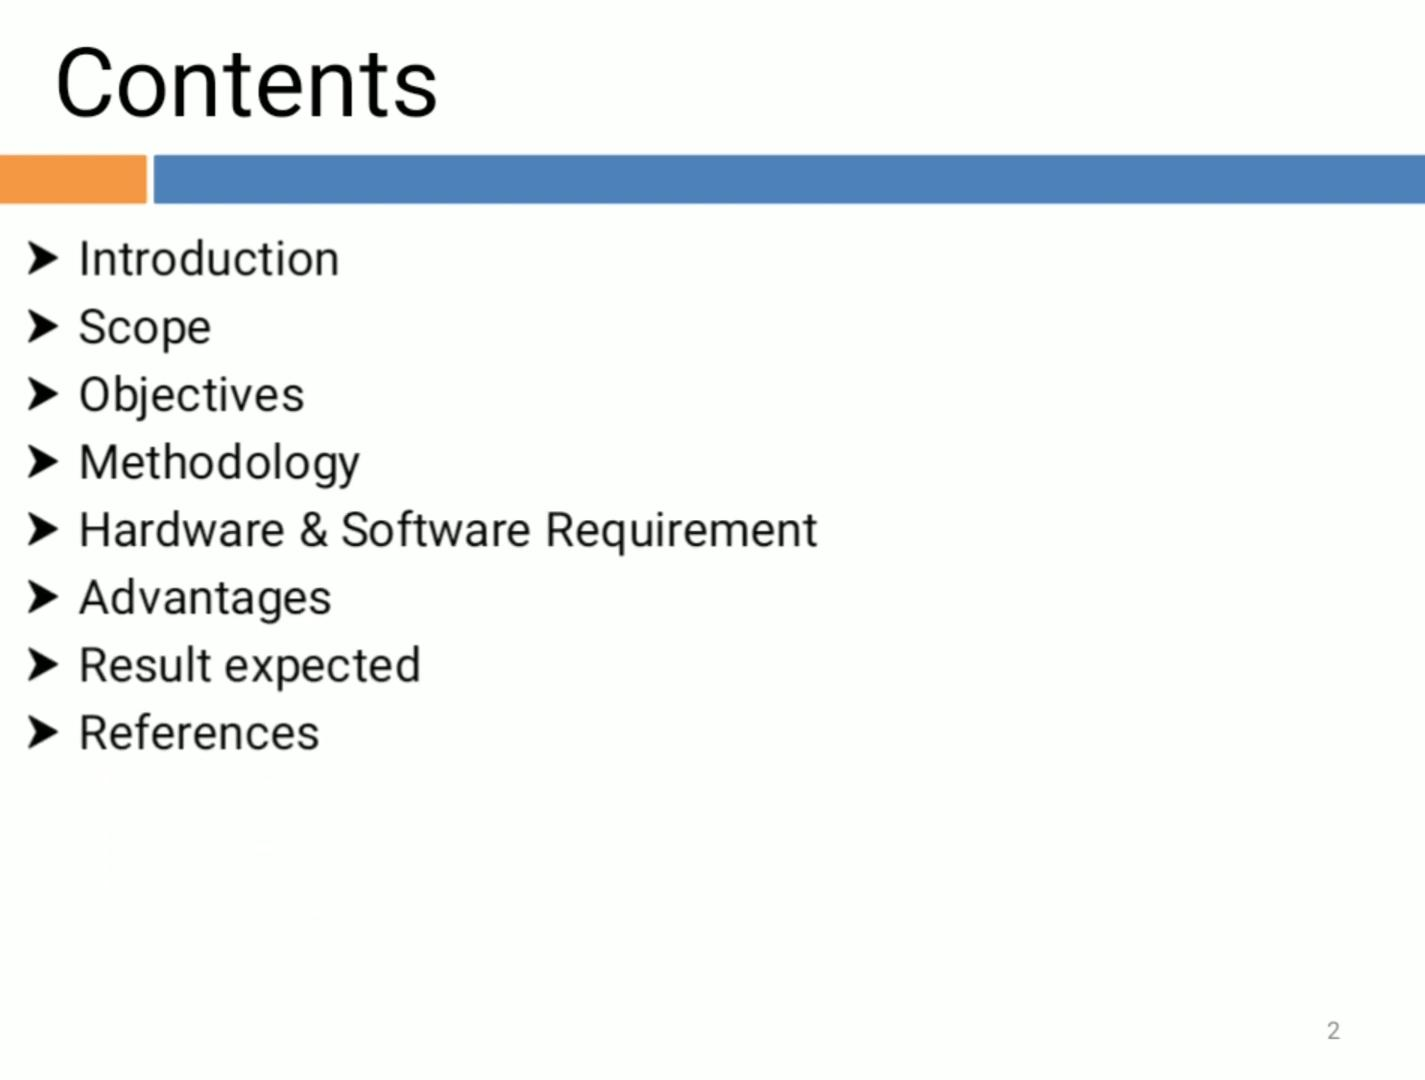 Contents
➤ Introduction
➤ Scope
➤ Objectives
➤ Methodology
➤ Hardware & Software Requirement
➤ Advantages
➤ Result expected
➤ References
2